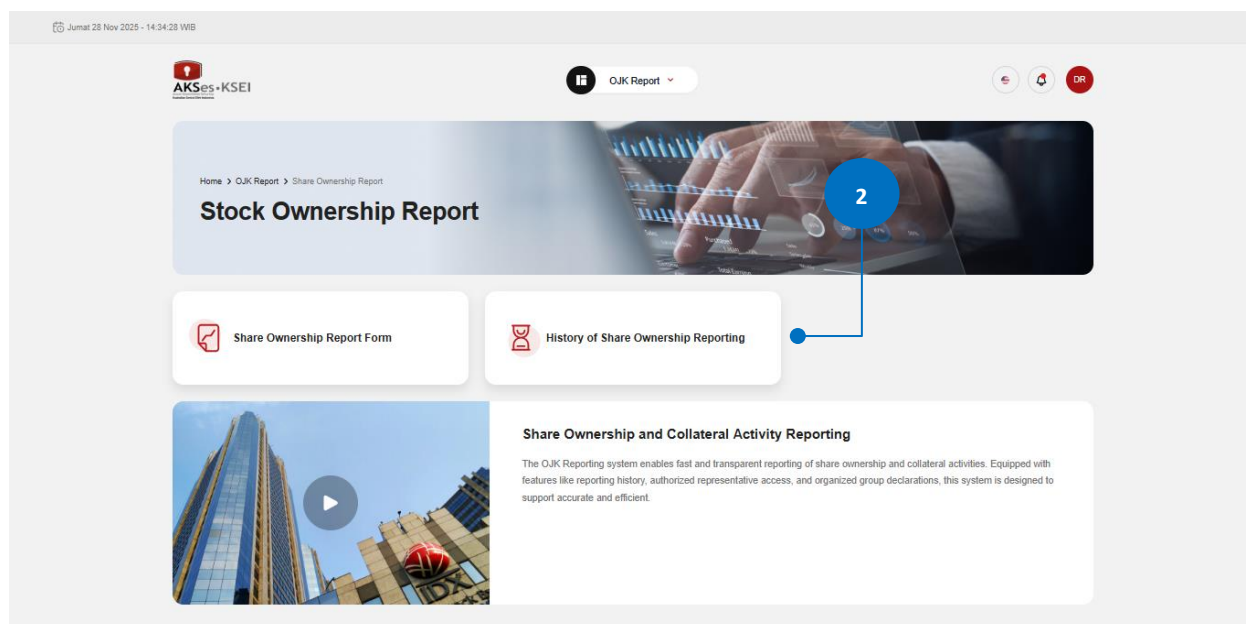 Jumat 28 Nov 2025 - 14:34:28 WIB
AKSes•KSEI
OJK Report
DR
Home > OJK Report > Share Ownership Report
Stock Ownership Report
2
Share Ownership Report Form
History of Share Ownership Reporting
Share Ownership and Collateral Activity Reporting
The OJK Reporting system enables fast and transparent reporting of share ownership and collateral activities. Equipped with
features like reporting history, authorized representative access, and organized group declarations, this system is designed to
support accurate and efficient.
IDX